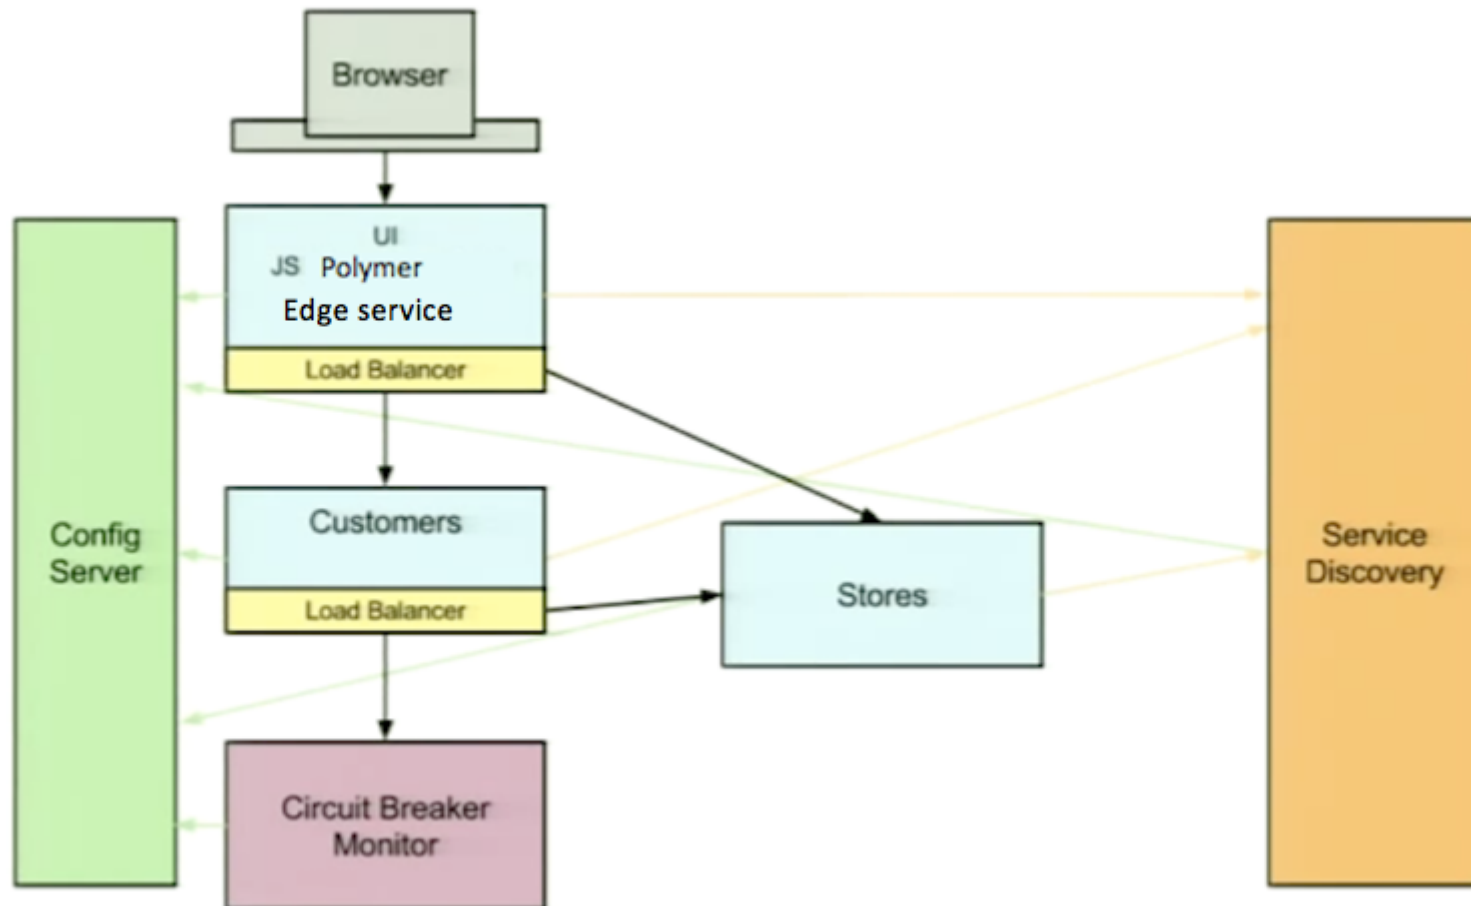 Browser
UI
JS Polymer
Edge service
Load Balancer
Customers
Load Balancer
Config
Server
Stores
Service
Discovery
Circuit Breaker
Monitor